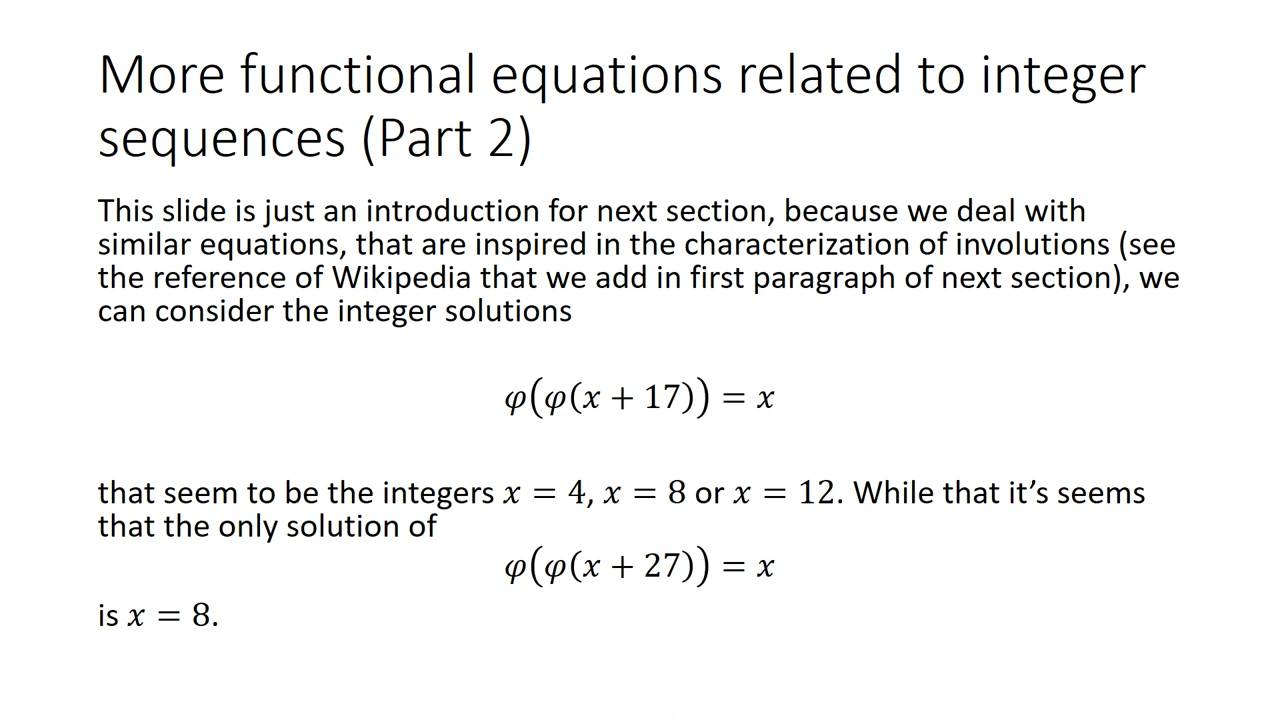 More functional equations related to integer
sequences (Part 2)
This slide is just an introduction for next section, because we deal with
similar equations, that are inspired in the characterization of involutions (see
the reference of Wikipedia that we add in first paragraph of next section), we
can consider the integer solutions
𝜑(𝜑(𝑥 + 17)) = 𝑥
that seem to be the integers 𝑥 = 4, 𝑥 = 8 or 𝑥 = 12. While that it’s seems
that the only solution of
𝜑(𝜑(𝑥 + 27)) = 𝑥
is 𝑥 = 8.